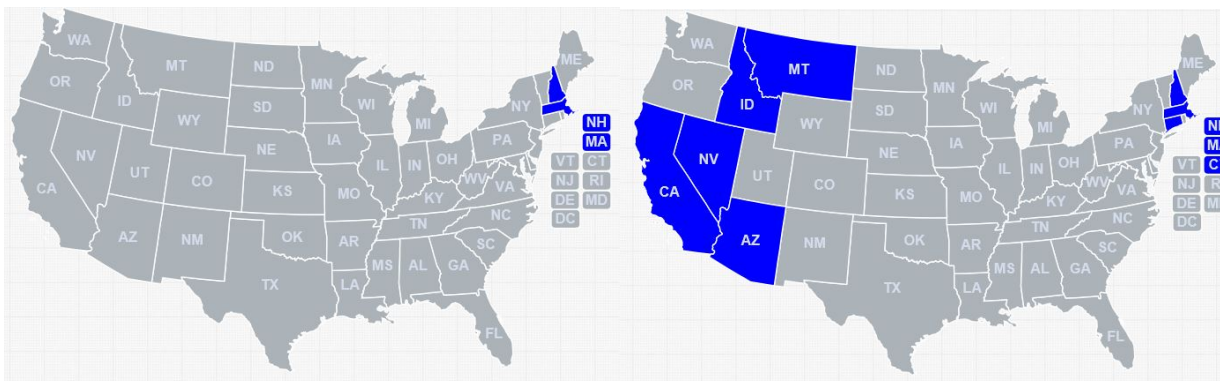 WA
ME
MT
ND
MN
OR
ID
WI
NY
SD
MI
WY
NH
IA
PA
MA
NE
NV
IL
IN
OH
VT
CT
UT
CO
WV
VA
NJ
RI
CA
KS
MO
KY
DE
MD
NC
DC
TN
OK
AZ
NM
AR
SC
MS
AL
GA
LA
TX
FL
WA
ME
MT
ND
MN
OR
ID
WI
NY
SD
MI
WY
IA
PA
NE
NV
IL
IN
OH
VT
C
UT
CO
WV
VA
NJ
R
CA
KS
MO
KY
DE
NC
DC
TN
OK
AZ
NM
AR
SC
MS
AL
GA
LA
TX
FL